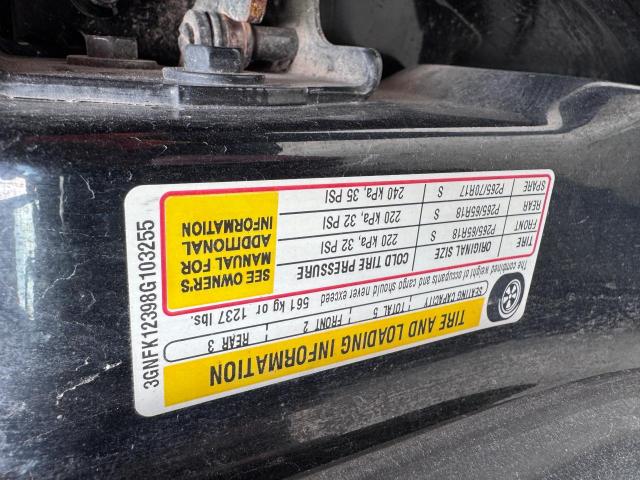 TIRE AND LOADING INFORMATION
SEATING CAPACITY TOTAL 5 FRONT 2 REAR 3
The combined weight of occupants and cargo should never exceed 561 kg or 1237 lbs.
TIRE ORIGINAL SIZE COLD TIRE PRESSURE
FRONT P265/65R18 S 220 kPa, 32 PSI
REAR P265/65R18 S 220 kPa, 32 PSI
SPARE P265/70R17 S 240 kPa, 35 PSI
SEE OWNER'S
MANUAL FOR
ADDITIONAL
INFORMATION
3GNFK12398G103255